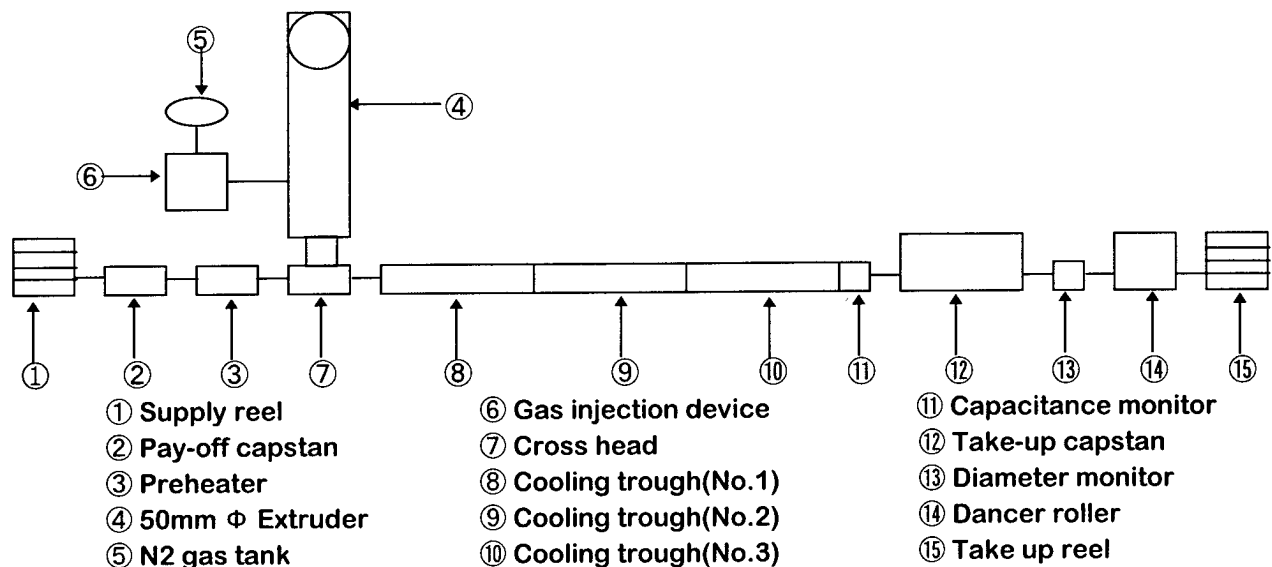 ⑤
④
⑥
①
②
③
⑦
⑧
⑨
⑩
⑪
⑫
⑬
⑭
⑮
① Supply reel
② Pay-off capstan
③ Preheater
④ 50mm Φ Extruder
⑤ N2 gas tank
⑥ Gas injection device
⑦ Cross head
⑧ Cooling trough(No.1)
⑨ Cooling trough(No.2)
⑩ Cooling trough(No.3)
⑪ Capacitance monitor
⑫ Take-up capstan
⑬ Diameter monitor
⑭ Dancer roller
⑮ Take up reel